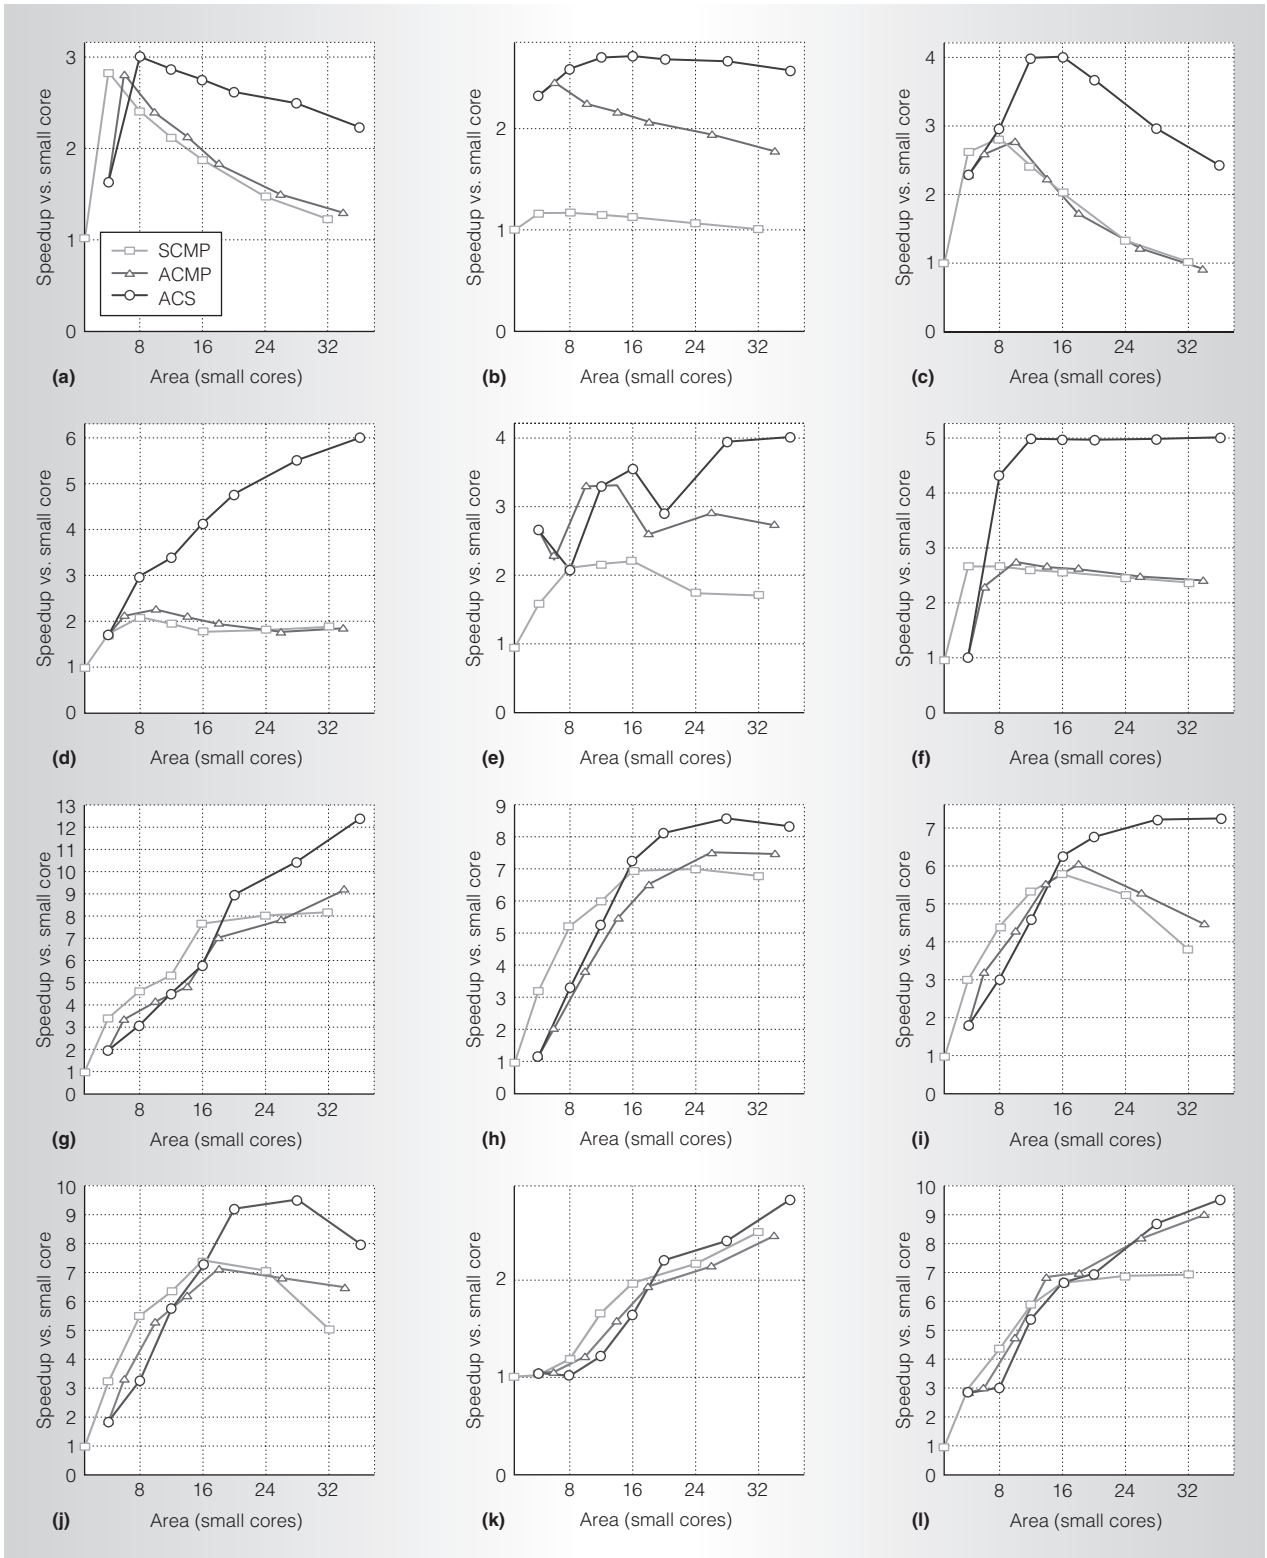 3
2
1
0
Speedup vs. small core
SCMP
ACMP
ACS
8 16 24 32
(a) Area (small cores)
2
1
0
Speedup vs. small core
8 16 24 32
(b) Area (small cores)
4
3
2
1
0
Speedup vs. small core
8 16 24 32
(c) Area (small cores)
6
5
4
3
2
1
0
Speedup vs. small core
8 16 24 32
(d) Area (small cores)
4
3
2
1
0
Speedup vs. small core
8 16 24 32
(e) Area (small cores)
5
4
3
2
1
0
Speedup vs. small core
8 16 24 32
(f) Area (small cores)
13
12
11
10
9
8
7
6
5
4
3
2
1
0
Speedup vs. small core
8 16 24 32
(g) Area (small cores)
9
8
7
6
5
4
3
2
1
0
Speedup vs. small core
8 16 24 32
(h) Area (small cores)
7
6
5
4
3
2
1
0
Speedup vs. small core
8 16 24 32
(i) Area (small cores)
10
9
8
7
6
5
4
3
2
1
0
Speedup vs. small core
8 16 24 32
(j) Area (small cores)
2
1
0
Speedup vs. small core
8 16 24 32
(k) Area (small cores)
10
9
8
7
6
5
4
3
2
1
0
Speedup vs. small core
8 16 24 32
(l) Area (small cores)